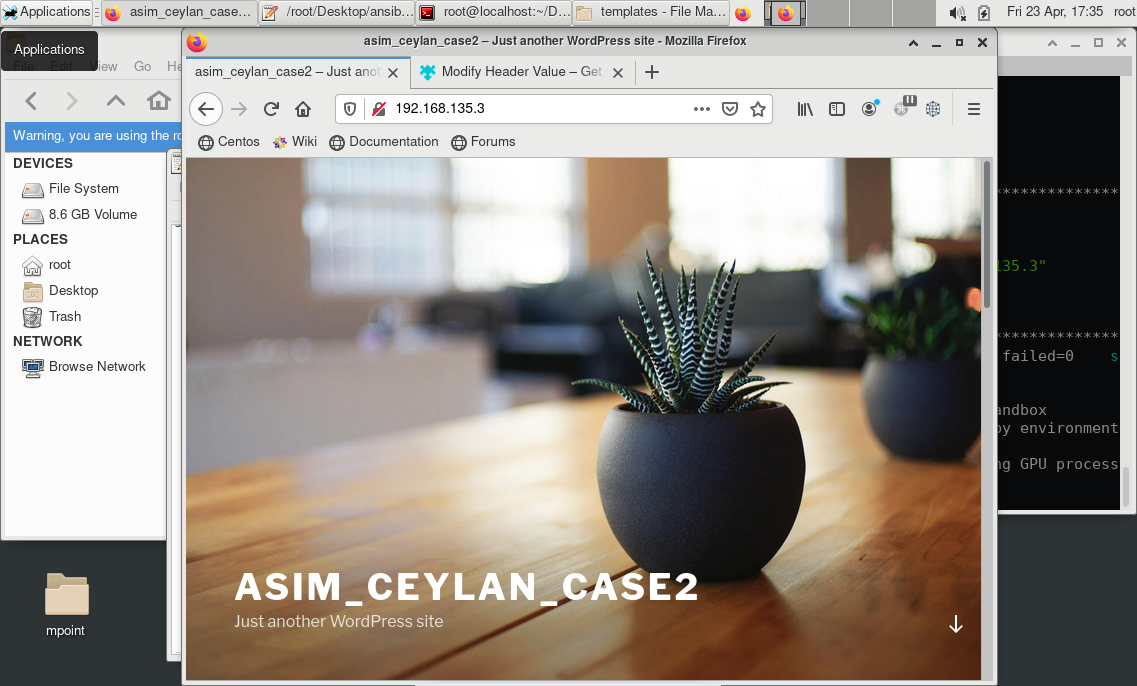 Applications
asim_ceylan_case...
/root/Desktop/ansib...
root@localhost:~/D...
templates - File Ma...
Fri 23 Apr, 17:35
root
Applications
File Edit View Go He
Warning, you are using the ro
DEVICES
File System
8.6 GB Volume
PLACES
root
Desktop
Trash
NETWORK
Browse Network
mpoint
asim_ceylan_case2 – Just another WordPress site - Mozilla Firefox
asim_ceylan_case2 – Just ano
Modify Header Value – Get
192.168.135.3
Centos
Wiki
Documentation
Forums
ASIM_CEYLAN_CASE2
Just another WordPress site
**************
135.3"
**************
failed=0 s
andbox
by environment
ng GPU process